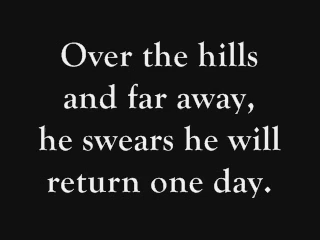 Over the hills
and far away,
he swears he will
return one day.